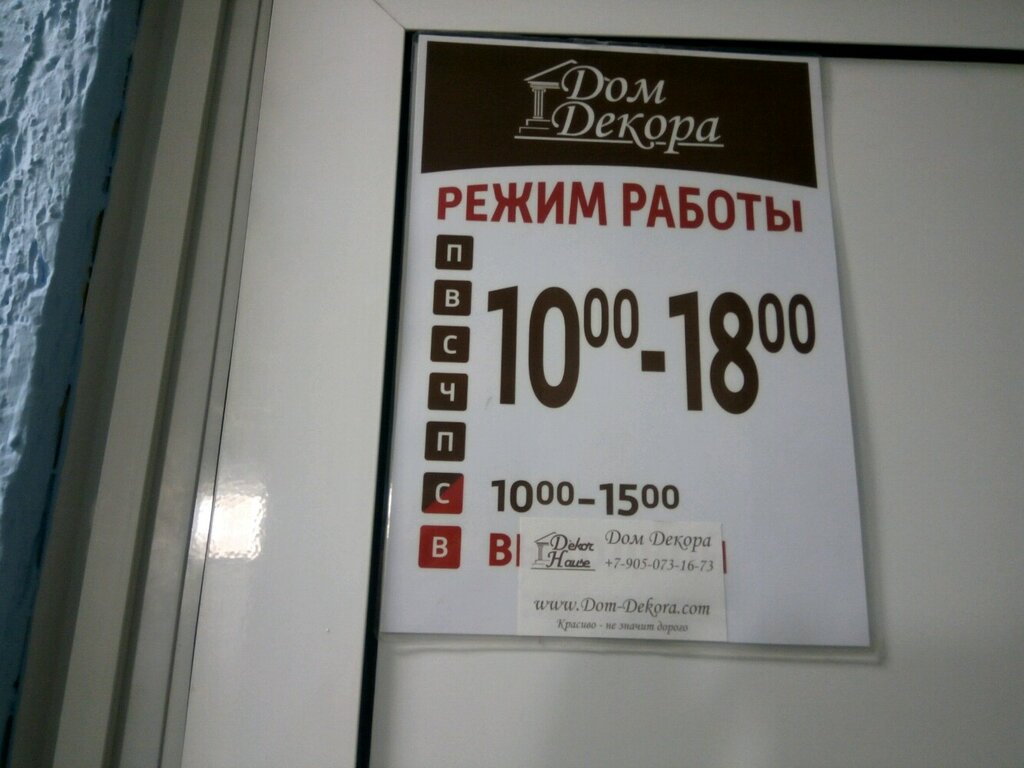 Дом
Декора
РЕЖИМ РАБОТЫ
П
В
С
Ч
П
10⁰⁰-18⁰⁰
С 10⁰⁰-15⁰⁰
В
Dekor
House
Дом Декора
+7-905-073-16-73
www.Dom-Dekora.com
Красиво - не значит дорого